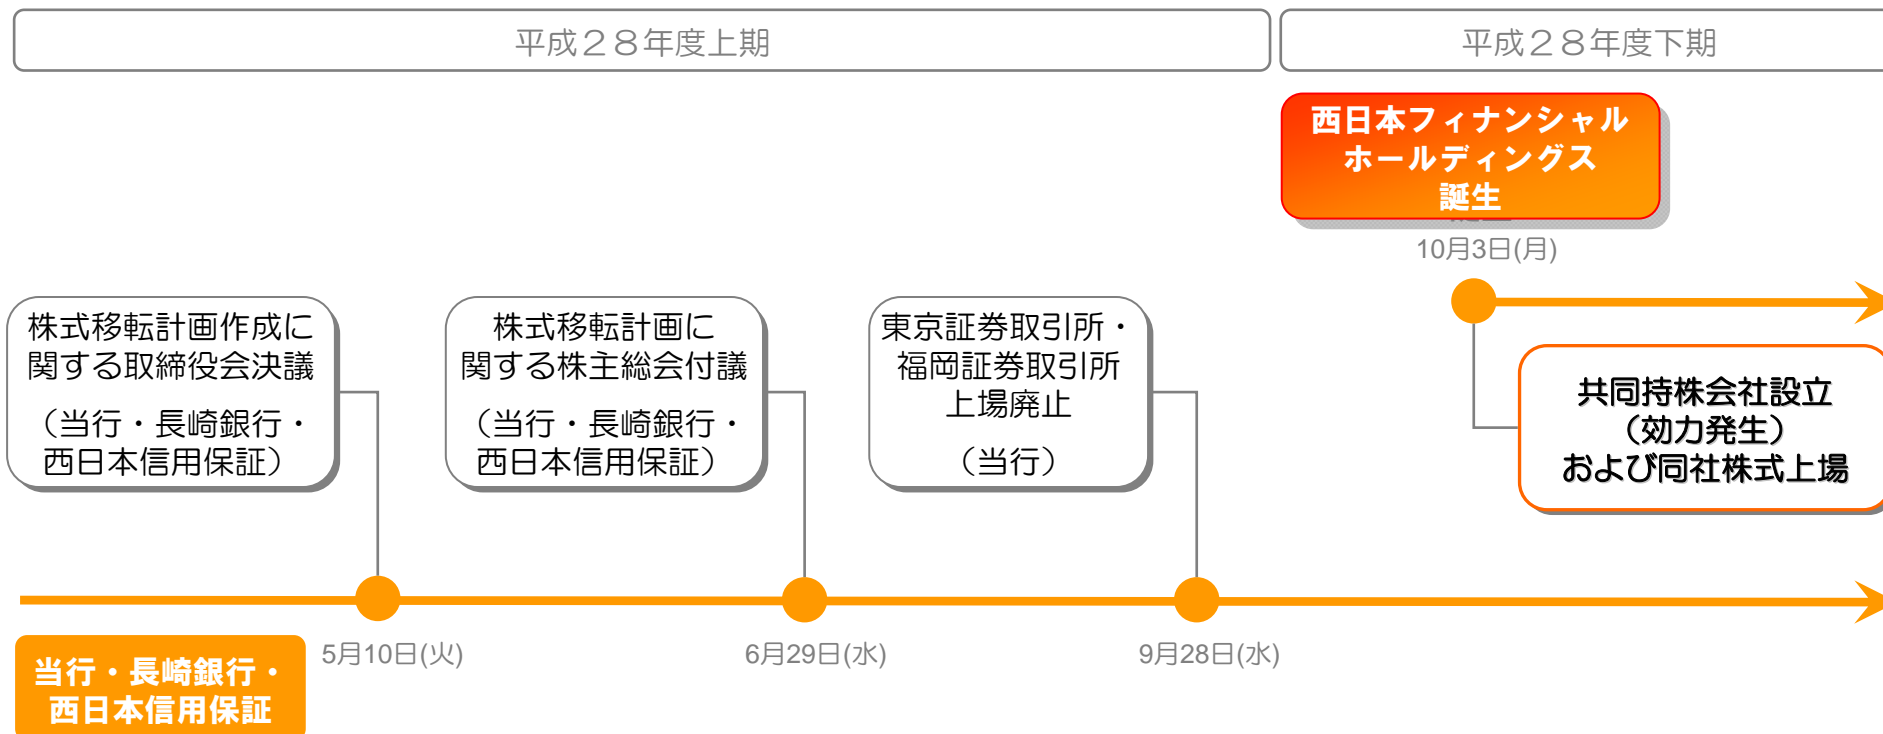 平成２８年度上期
平成２８年度下期
西日本フィナンシャル
ホールディングス
誕生
10月3日(月)
株式移転計画作成に
関する取締役会決議
（当行・長崎銀行・
西日本信用保証）
株式移転計画に
関する株主総会付議
（当行・長崎銀行・
西日本信用保証）
東京証券取引所・
福岡証券取引所
上場廃止
（当行）
共同持株会社設立
（効力発生）
および同社株式上場
5月10日(火)
6月29日(水)
9月28日(水)
当行・長崎銀行・
西日本信用保証